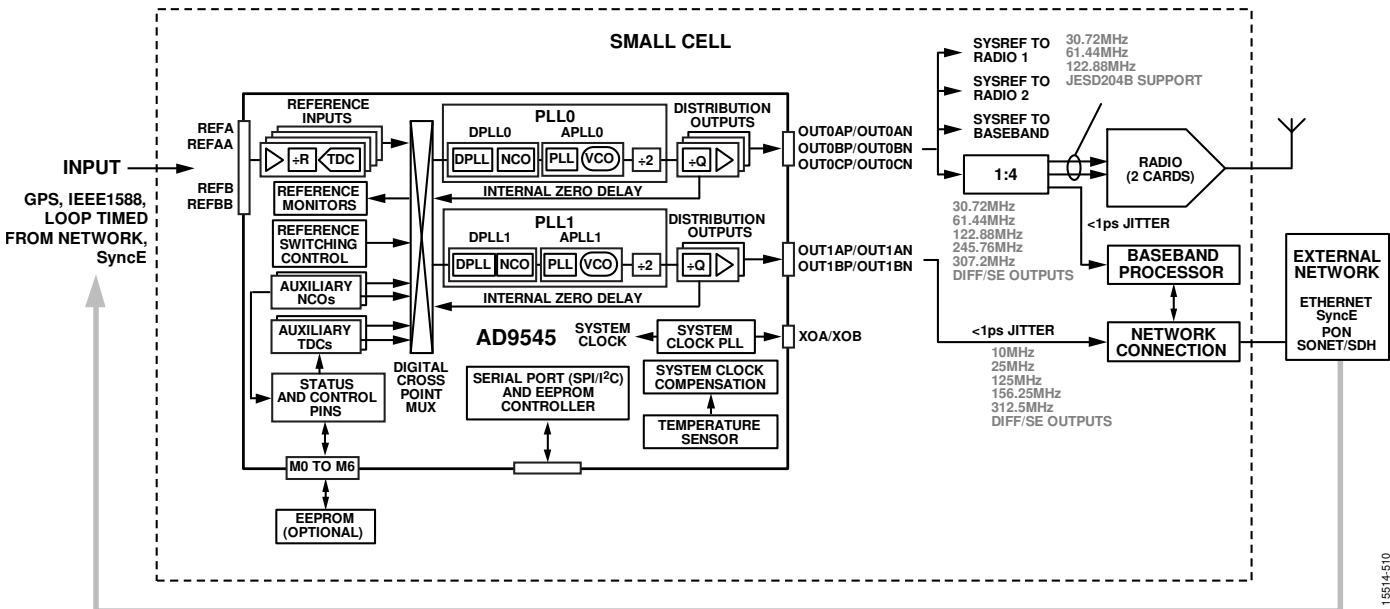 SMALL CELL
INPUT
GPS, IEEE1588,
LOOP TIMED
FROM NETWORK,
SyncE
REFA
REFAA
REFB
REFBB
REFERENCE
INPUTS
÷R
TDC
REFERENCE
MONITORS
REFERENCE
SWITCHING
CONTROL
AUXILIARY
NCOs
AUXILIARY
TDCs
STATUS
AND CONTROL
PINS
M0 TO M6
EEPROM
(OPTIONAL)
DIGITAL
CROSS
POINT
MUX
PLL0
DPLL0
APLL0
DPLL
NCO
PLL
VCO
÷2
DISTRIBUTION
OUTPUTS
÷Q
INTERNAL ZERO DELAY
PLL1
DPLL1
APLL1
DPLL
NCO
PLL
VCO
÷2
DISTRIBUTION
OUTPUTS
÷Q
INTERNAL ZERO DELAY
AD9545
SYSTEM
CLOCK
SYSTEM
CLOCK PLL
SERIAL PORT (SPI/I²C)
AND EEPROM
CONTROLLER
SYSTEM CLOCK
COMPENSATION
TEMPERATURE
SENSOR
OUT0AP/OUT0AN
OUT0BP/OUT0BN
OUT0CP/OUT0CN
OUT1AP/OUT1AN
OUT1BP/OUT1BN
XOA/XOB
SYSREF TO
RADIO 1
SYSREF TO
RADIO 2
SYSREF TO
BASEBAND
30.72MHz
61.44MHz
122.88MHz
JESD204B SUPPORT
1:4
30.72MHz
61.44MHz
122.88MHz
245.76MHz
307.2MHz
DIFF/SE OUTPUTS
RADIO
(2 CARDS)
<1ps JITTER
BASEBAND
PROCESSOR
<1ps JITTER
10MHz
25MHz
125MHz
156.25MHz
312.5MHz
DIFF/SE OUTPUTS
NETWORK
CONNECTION
EXTERNAL
NETWORK
ETHERNET
SyncE
PON
SONET/SDH
15514-510